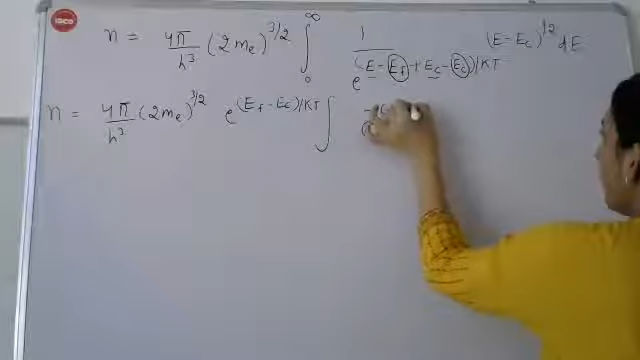 n = 4π/h³ (2mₑ)^3/2 ∫₀^∞ 1/e^(E-E_f+E_c-E_c)/KT (E-E_c)^1/2 dE
n = 4π/h³ (2mₑ)^3/2 e^(E_f-E_c)/KT ∫